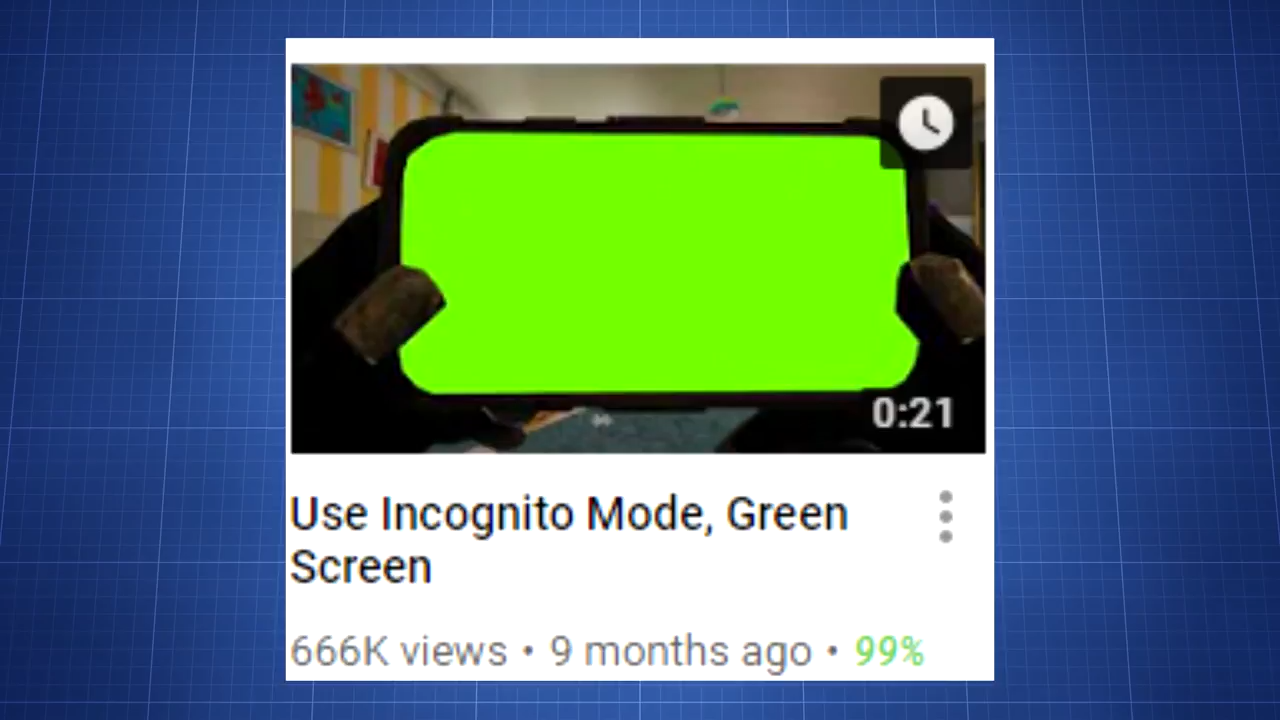 0:21
Use Incognito Mode, Green
Screen
666K views • 9 months ago • 99%